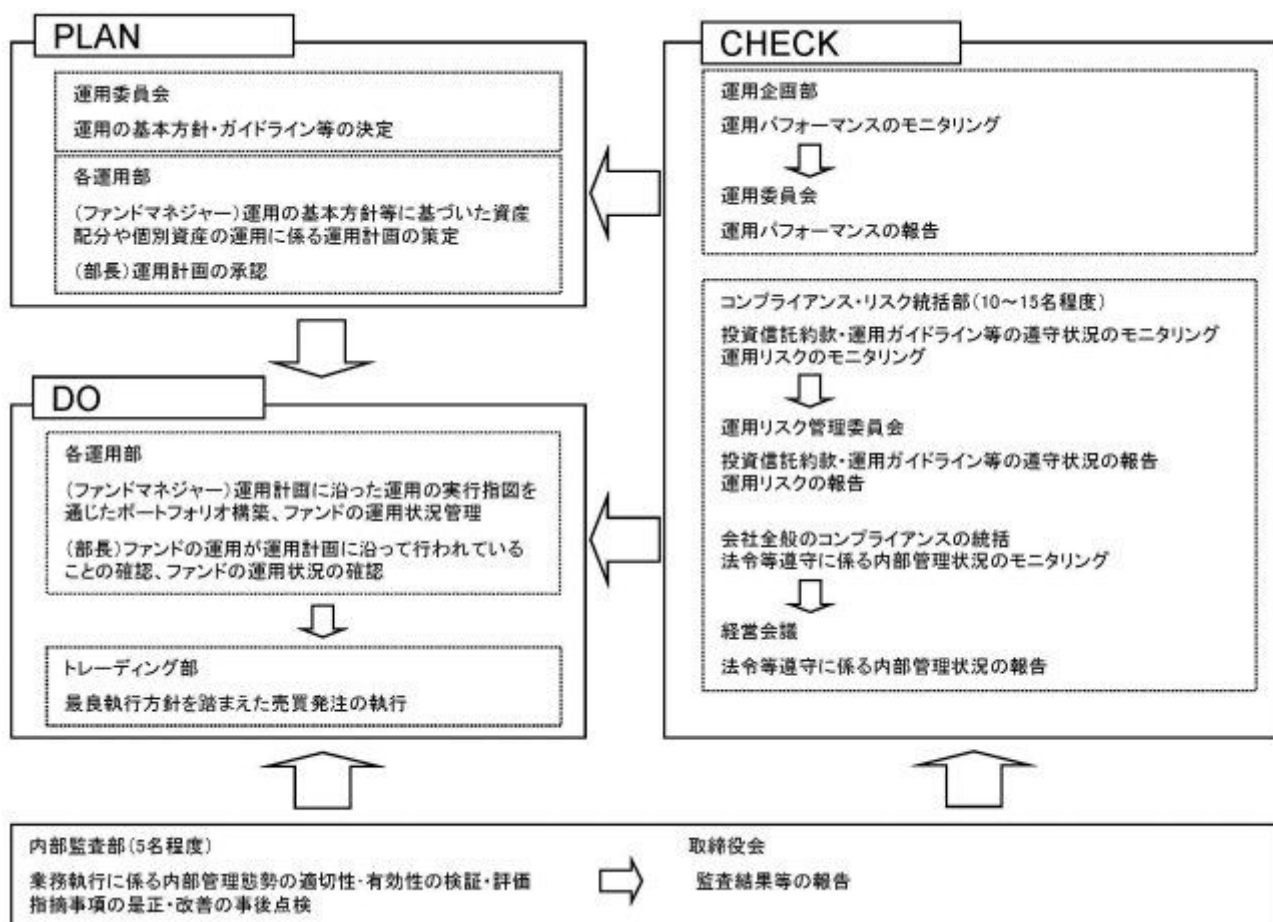 PLAN
運用委員会
運用の基本方針・ガイドライン等の決定
各運用部
(ファンドマネジャー)運用の基本方針等に基づいた資産
配分や個別資産の運用に係る運用計画の策定
(部長)運用計画の承認
DO
各運用部
(ファンドマネジャー)運用計画に沿った運用の実行指図を
通じたポートフォリオ構築、ファンドの運用状況管理
(部長)ファンドの運用が運用計画に沿って行われている
ことの確認、ファンドの運用状況の確認
トレーディング部
最良執行方針を踏まえた売買発注の執行
CHECK
運用企画部
運用パフォーマンスのモニタリング
運用委員会
運用パフォーマンスの報告
コンプライアンス・リスク統括部(10～15名程度)
投資信託約款・運用ガイドライン等の遵守状況のモニタリング
運用リスクのモニタリング
運用リスク管理委員会
投資信託約款・運用ガイドライン等の遵守状況の報告
運用リスクの報告
会社全般のコンプライアンスの統括
法令等遵守に係る内部管理状況のモニタリング
経営会議
法令等遵守に係る内部管理状況の報告
内部監査部(5名程度)
業務執行に係る内部管理態勢の適切性・有効性の検証・評価
指摘事項の是正・改善の事後点検
取締役会
監査結果等の報告